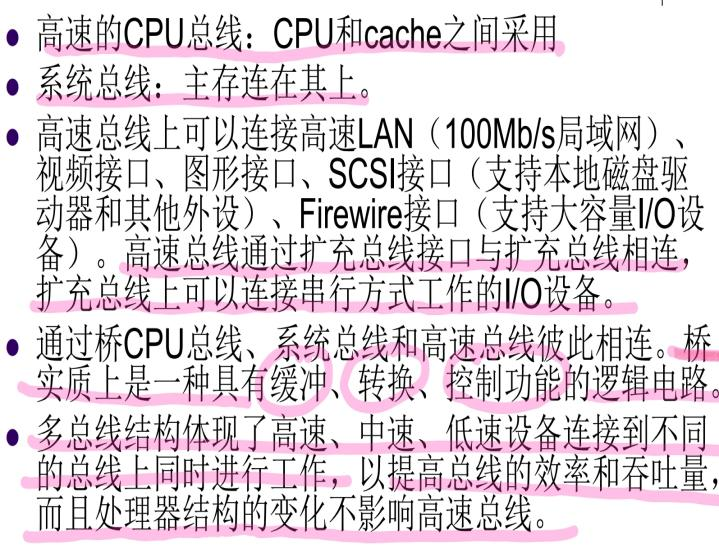 ● 高速的CPU总线：CPU和cache之间采用
● 系统总线：主存连在其上。
● 高速总线上可以连接高速LAN（100Mb/s局域网）、
视频接口、图形接口、SCSI接口（支持本地磁盘驱
动器和其他外设）、Firewire接口（支持大容量I/O设
备）。高速总线通过扩充总线接口与扩充总线相连，
扩充总线上可以连接串行方式工作的I/O设备。
● 通过桥CPU总线、系统总线和高速总线彼此相连。桥
实质上是一种具有缓冲、转换、控制功能的逻辑电路。
● 多总线结构体现了高速、中速、低速设备连接到不同
的总线上同时进行工作，以提高总线的效率和吞吐量，
而且处理器结构的变化不影响高速总线。